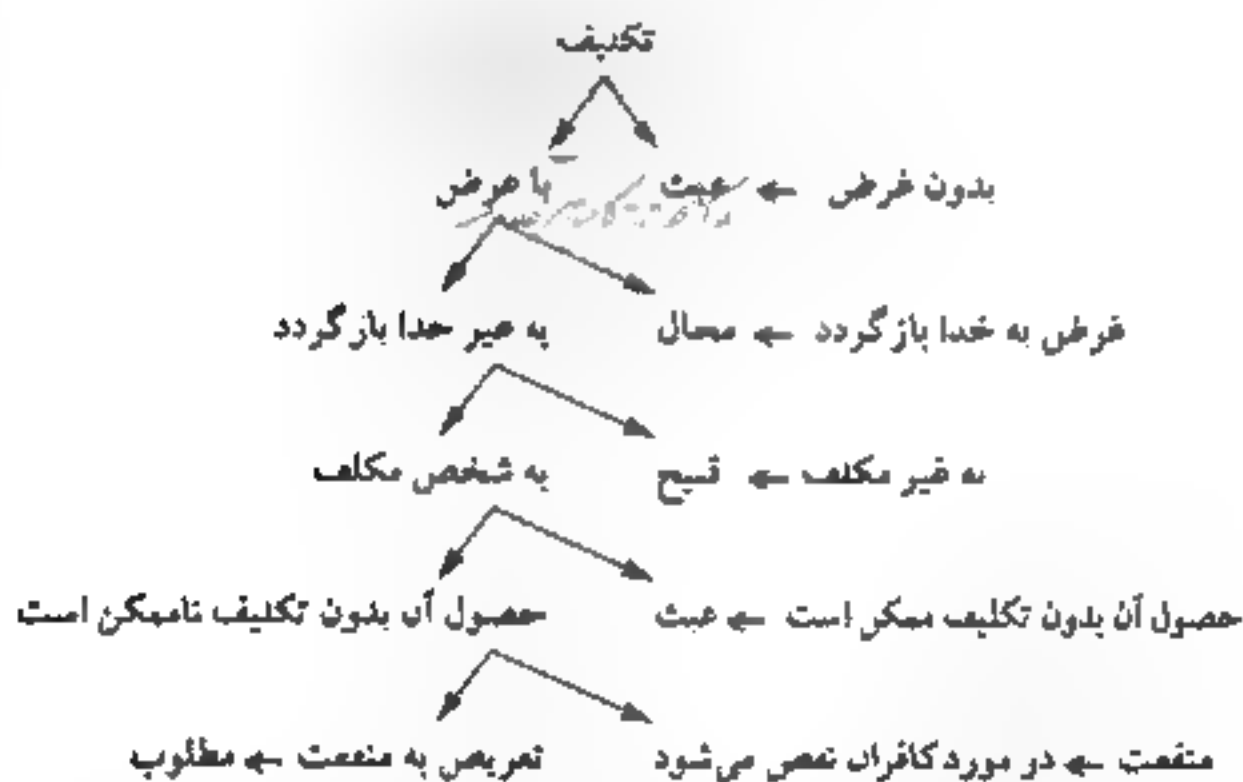 تکلیف
بدون غرض ← عبث با غرض
غرض به خدا بازگردد ← محال به غیر خدا بازگردد
به غیر مکلف ← قبیح به شخص مکلف
حصول آن بدون تکلیف ممکن است ← عبث حصول آن بدون تکلیف ناممکن است
منفعت ← در مورد کافران نقض می‌شود تعریض به منفعت ← مطلوب